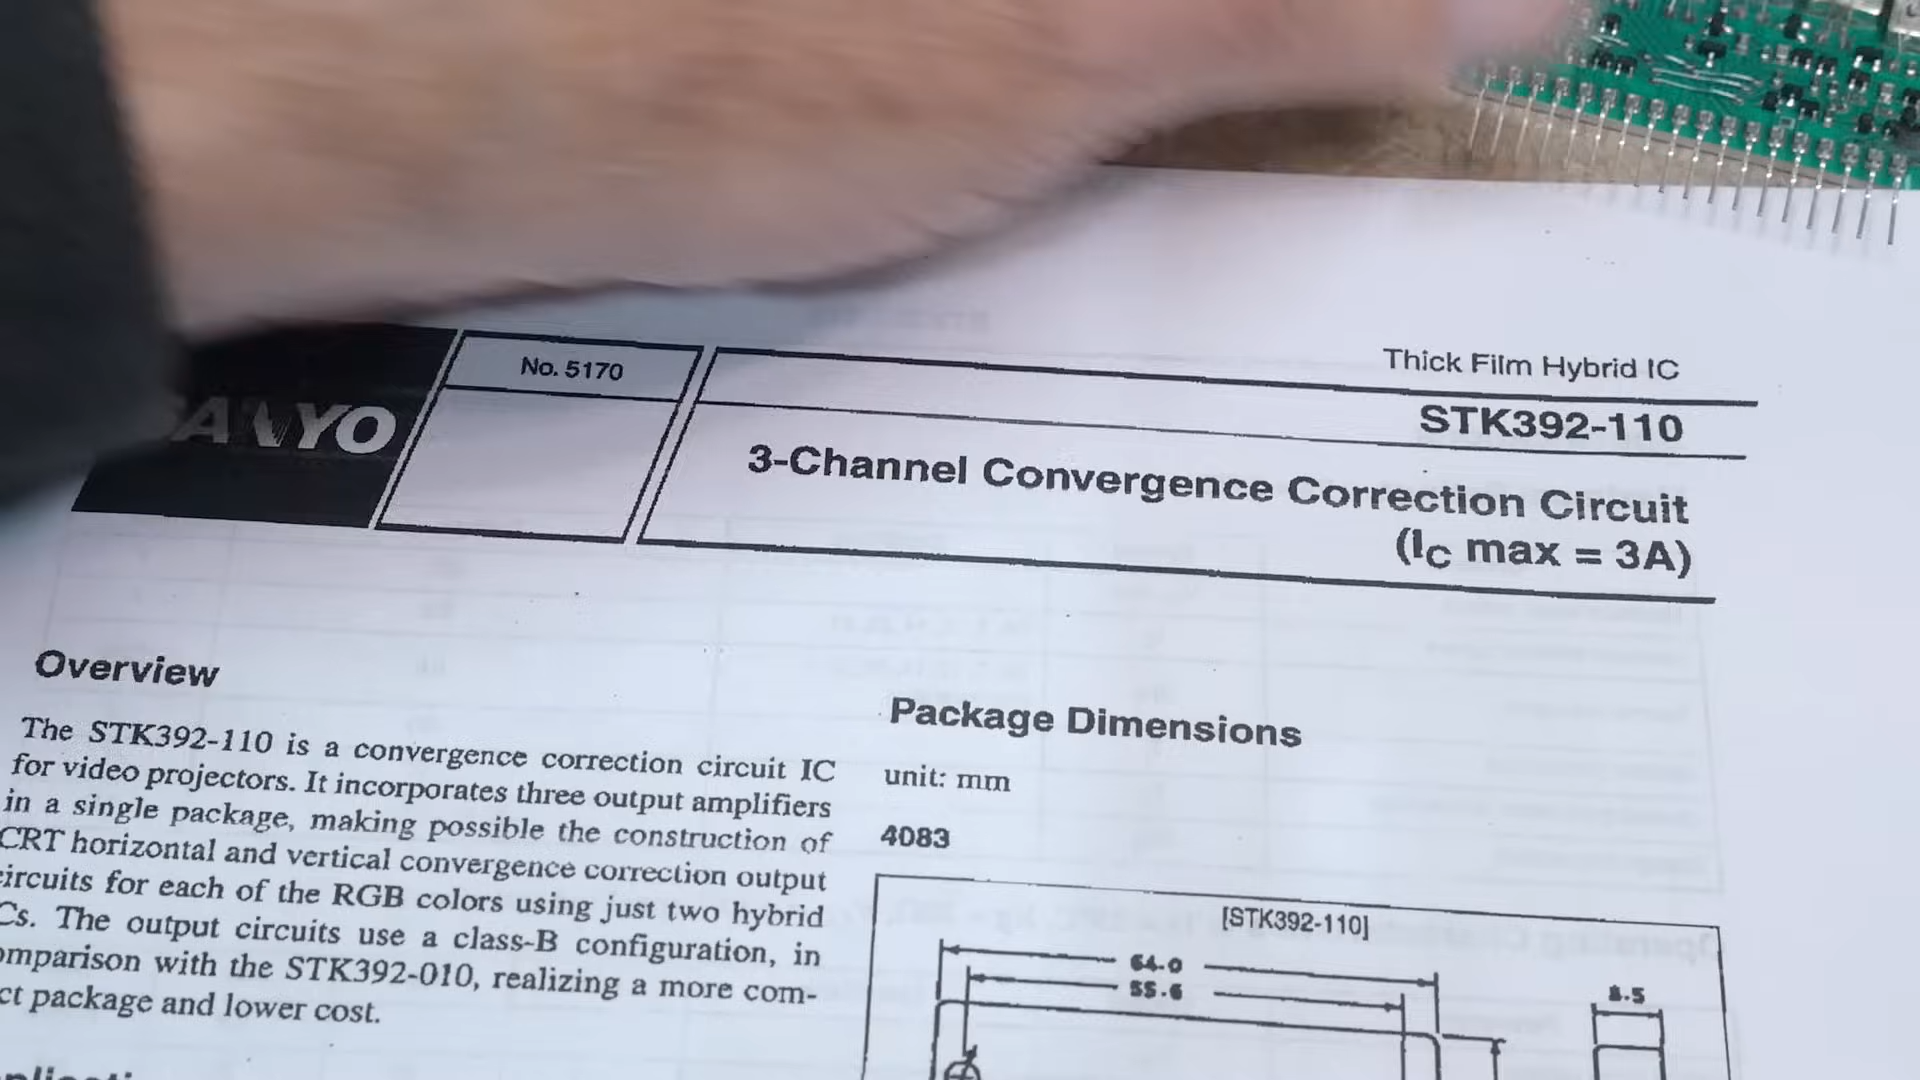 SANYO
No. 5170
Thick Film Hybrid IC
STK392-110
3-Channel Convergence Correction Circuit
(IC max = 3A)
Overview
The STK392-110 is a convergence correction circuit IC
for video projectors. It incorporates three output amplifiers
in a single package, making possible the construction of
CRT horizontal and vertical convergence correction output
circuits for each of the RGB colors using just two hybrid
Cs. The output circuits use a class-B configuration, in
omparison with the STK392-010, realizing a more com-
ct package and lower cost.
Package Dimensions
unit: mm
4083
[STK392-110]
64.0
55.6
8.5